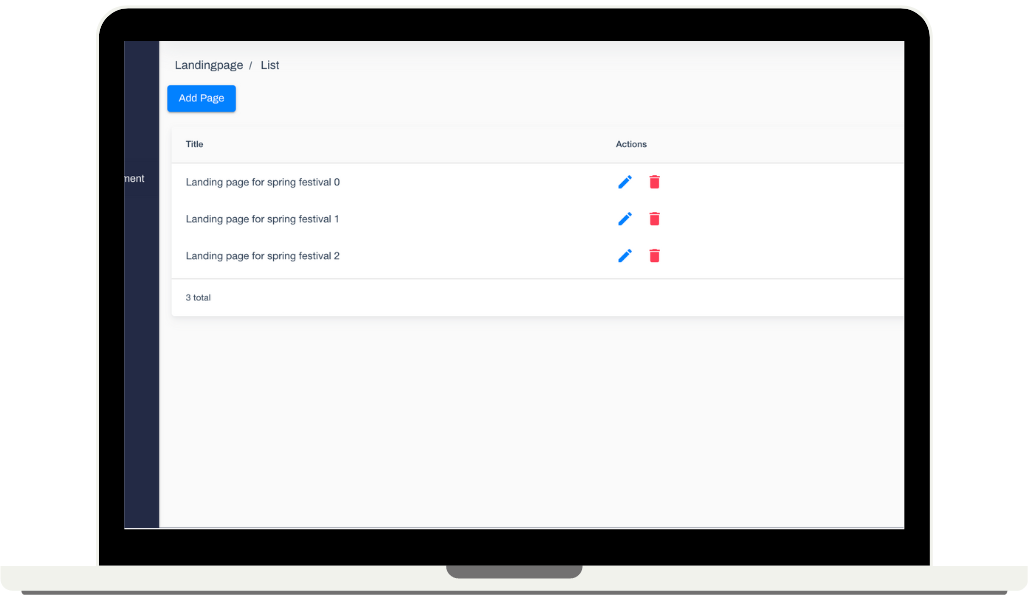 Landingpage / List
Add Page
Title Actions
ment
Landing page for spring festival 0
Landing page for spring festival 1
Landing page for spring festival 2
3 total